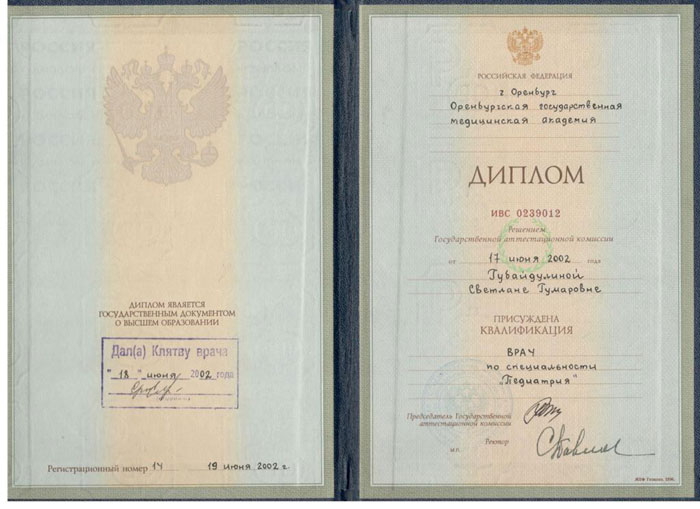 ДИПЛОМ ЯВЛЯЕТСЯ
ГОСУДАРСТВЕННЫМ ДОКУМЕНТОМ
О ВЫСШЕМ ОБРАЗОВАНИИ
Дал(а) Клятву врача
"18" июня 2002 года
Регистрационный номер 14 19 июня 2002 г.
РОССИЙСКАЯ ФЕДЕРАЦИЯ
г. Оренбург
Оренбургская государственная
медицинская академия
ДИПЛОМ
ИВС 0239012
Решением
Государственной аттестационной комиссии
от 17 июня 2002 года
Губайдулиной
Светлане Гумаровне
ПРИСУЖДЕНА
КВАЛИФИКАЦИЯ
ВРАЧ
по специальности
„Педиатрия"
Председатель Государственной
аттестационной комиссии
Ректор
М.П.